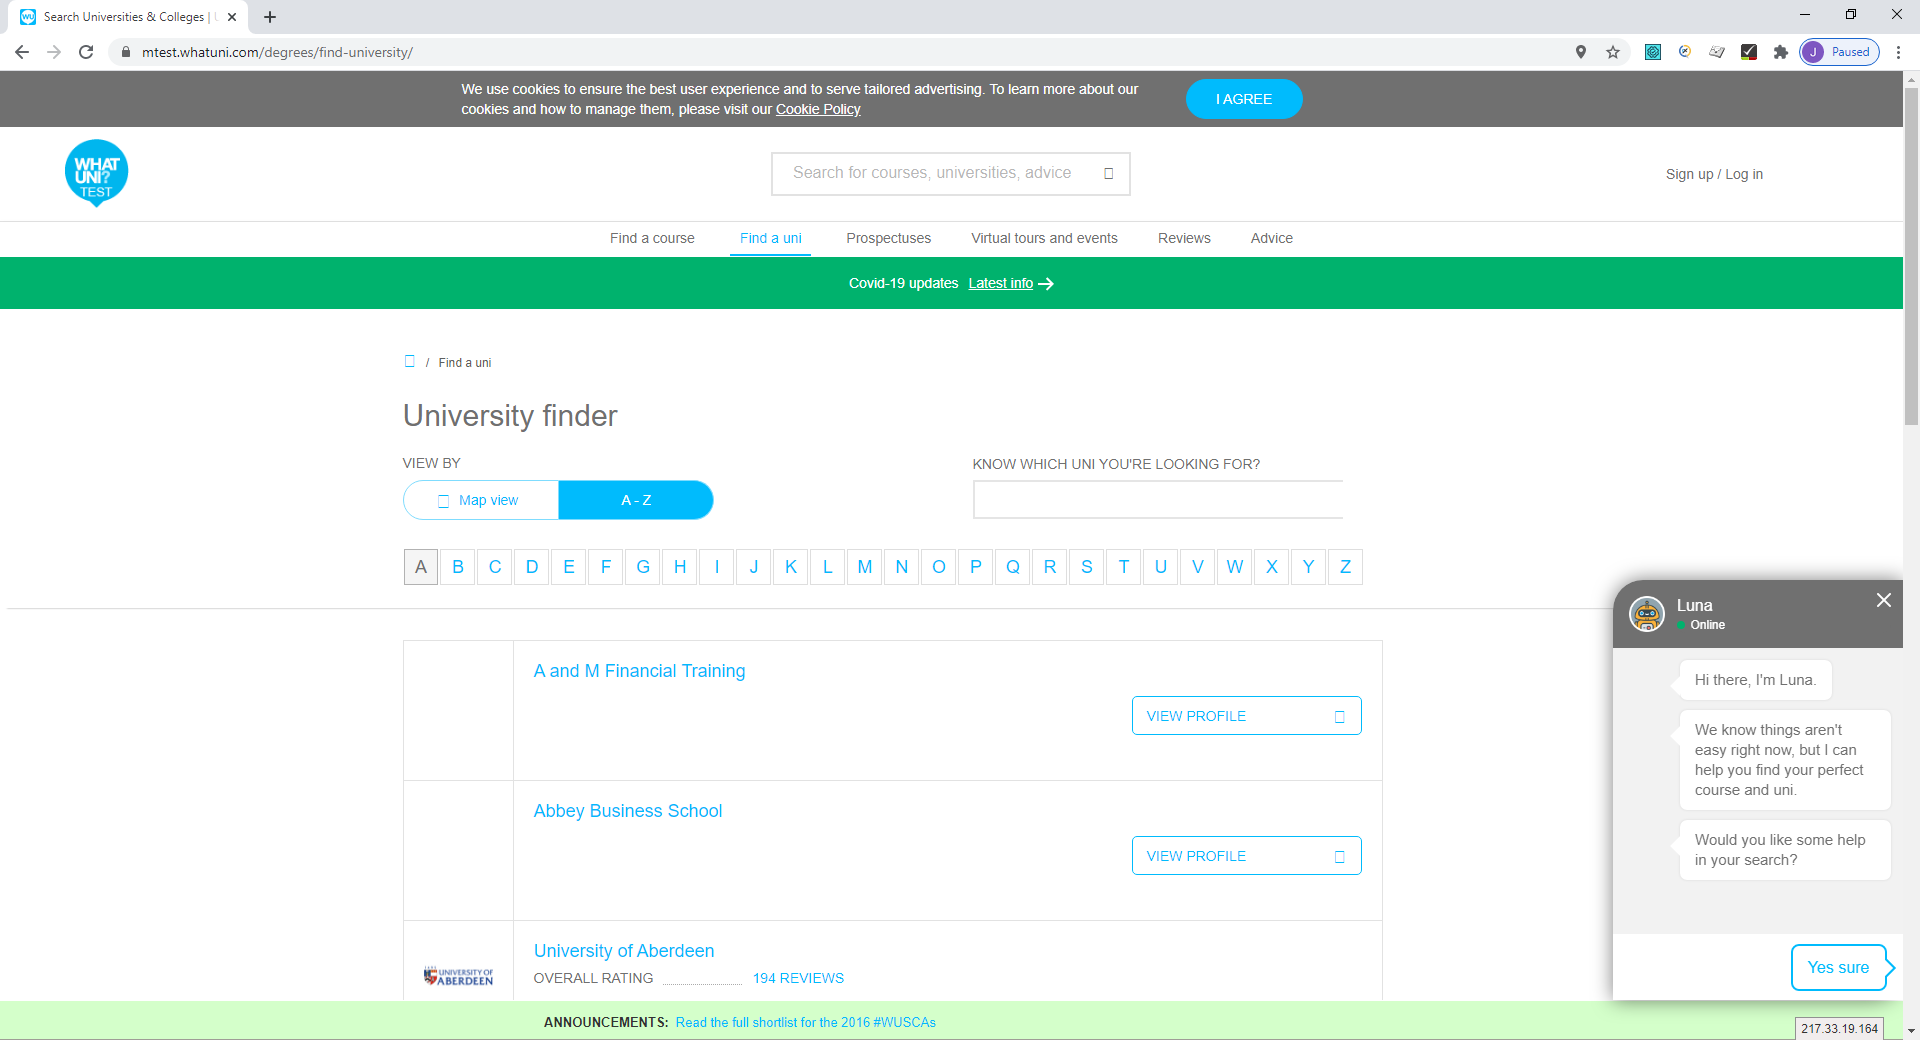 Search Universities & Colleges |
mtest.whatuni.com/degrees/find-university/
J Paused
We use cookies to ensure the best user experience and to serve tailored advertising. To learn more about our
cookies and how to manage them, please visit our Cookie Policy
I AGREE
WHAT
UNI?
TEST
Search for courses, universities, advice
Sign up / Log in
Find a course
Find a uni
Prospectuses
Virtual tours and events
Reviews
Advice
Covid-19 updates Latest info
/ Find a uni
University finder
VIEW BY
KNOW WHICH UNI YOU'RE LOOKING FOR?
Map view
A - Z
A B C D E F G H I J K L M N O P Q R S T U V W X Y Z
A and M Financial Training
VIEW PROFILE
Abbey Business School
VIEW PROFILE
UNIVERSITY OF
ABERDEEN
University of Aberdeen
OVERALL RATING
194 REVIEWS
Luna
Online
Hi there, I'm Luna.
We know things aren't
easy right now, but I can
help you find your perfect
course and uni.
Would you like some help
in your search?
Yes sure
ANNOUNCEMENTS: Read the full shortlist for the 2016 #WUSCAs
217.33.19.164